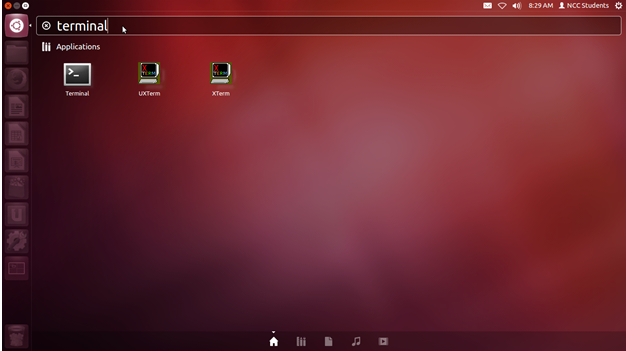 8:29 AM NCC Students
terminal
Applications
Terminal UXTerm XTerm